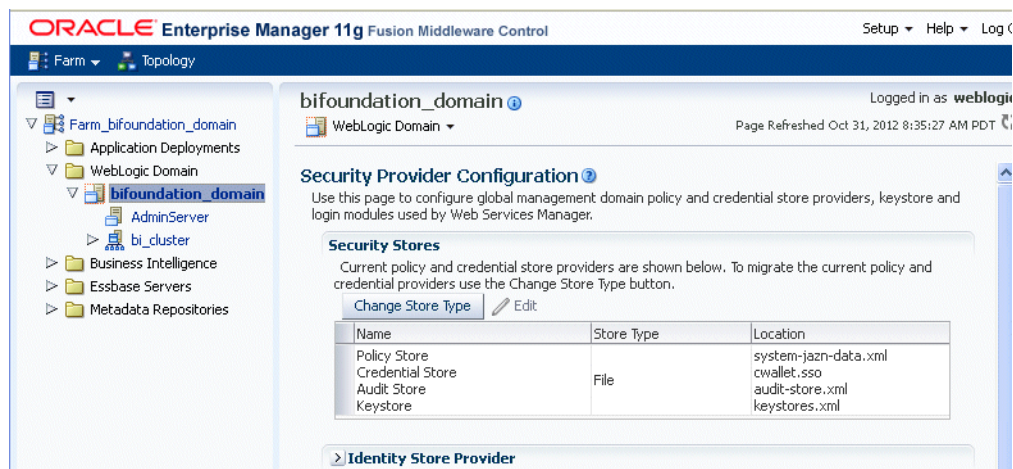 ORACLE Enterprise Manager 11g Fusion Middleware Control
Setup Help Log
Farm Topology
Farm_bifoundation_domain
Application Deployments
WebLogic Domain
bifoundation_domain
AdminServer
bi_cluster
Business Intelligence
Essbase Servers
Metadata Repositories
bifoundation_domain
Logged in as weblogic
WebLogic Domain
Page Refreshed Oct 31, 2012 8:35:27 AM PDT
Security Provider Configuration
Use this page to configure global management domain policy and credential store providers, keystore and
login modules used by Web Services Manager.
Security Stores
Current policy and credential store providers are shown below. To migrate the current policy and
credential providers use the Change Store Type button.
Change Store Type Edit
Name Store Type Location
Policy Store system-jazn-data.xml
Credential Store cwallet.sso
File
Audit Store audit-store.xml
Keystore keystores.xml
Identity Store Provider